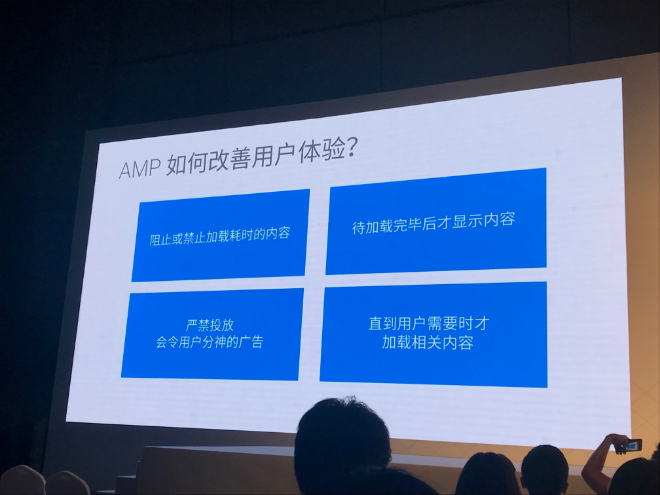 AMP 如何改善用户体验?
阻止或禁止加载耗时的内容
待加载完毕后才显示内容
严禁投放
会令用户分神的广告
直到用户需要时才
加载相关内容